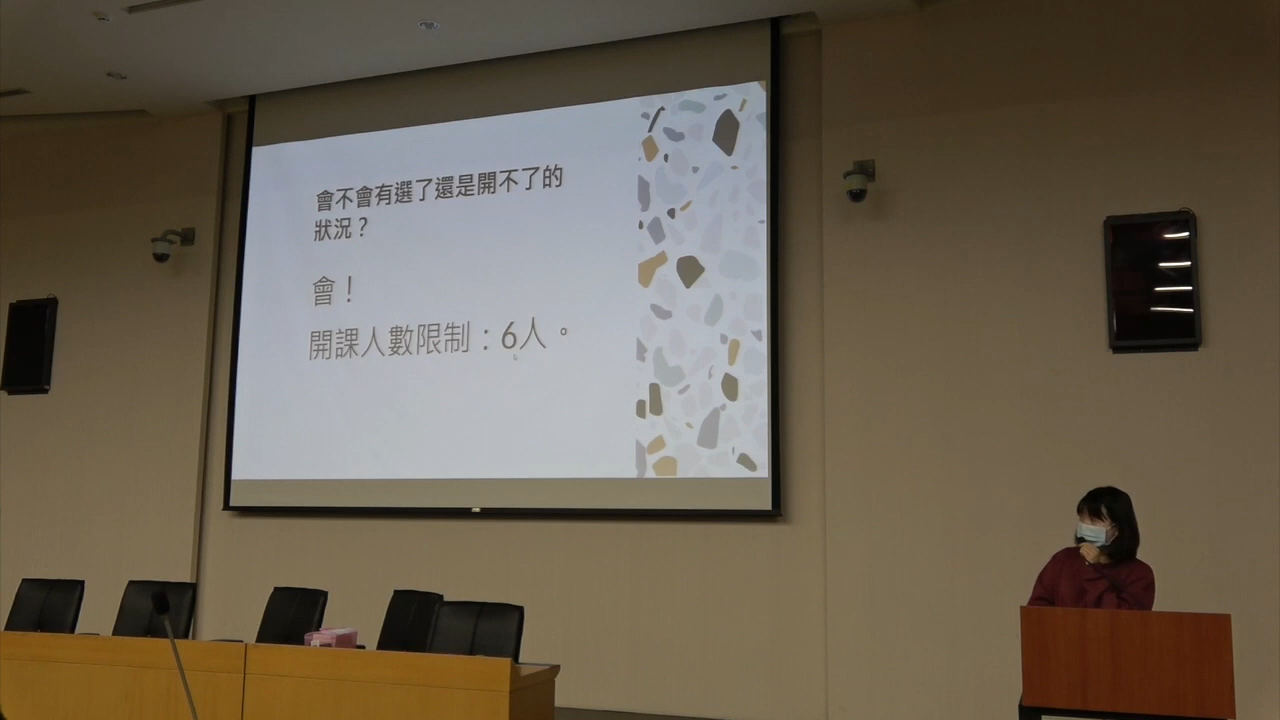 會不會有選了還是開不了的
狀況？
會！
開課人數限制：6人。